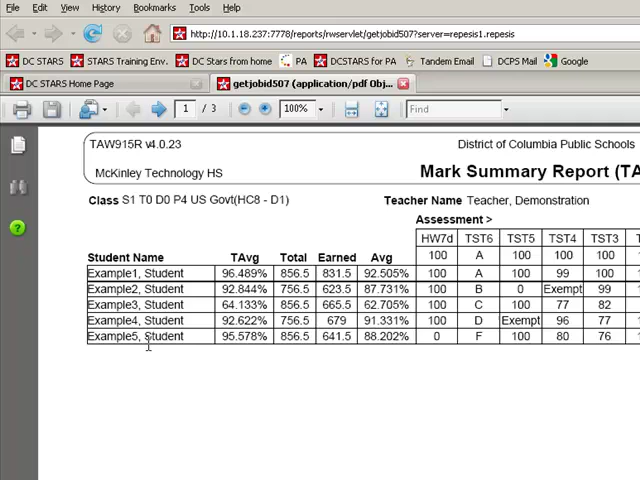 File Edit View History Bookmarks Tools Help
http://10.1.18.237:7778/reports/rwservlet/getjobid507?server=repesis1.repesis
DC STARS STARS Training Env. DC Stars from home DCSTARS for PA Tandem Email DCPS Mail Google
DC STARS Home Page getjobid507 (application/pdf Obj...
1 / 3 100% Find
TAW915R v4.0.23 District of Columbia Public Schools
McKinley Technology HS Mark Summary Report (TA
Class S1 T0 D0 P4 US Govt(HC8 - D1) Teacher Name Teacher, Demonstration
Assessment >
HW7d TST6 TST5 TST4 TST3
Student Name TAvg Total Earned Avg 100 A 100 100 100
Example1, Student 96.489% 856.5 831.5 92.505% 100 A 100 99 100
Example2, Student 92.844% 756.5 623.5 87.731% 100 B 0 Exempt 99
Example3, Student 64.133% 856.5 665.5 62.705% 100 C 100 77 82
Example4, Student 92.622% 756.5 679 91.331% 100 D Exempt 96 77
Example5, Student 95.578% 856.5 641.5 88.202% 0 F 100 80 76